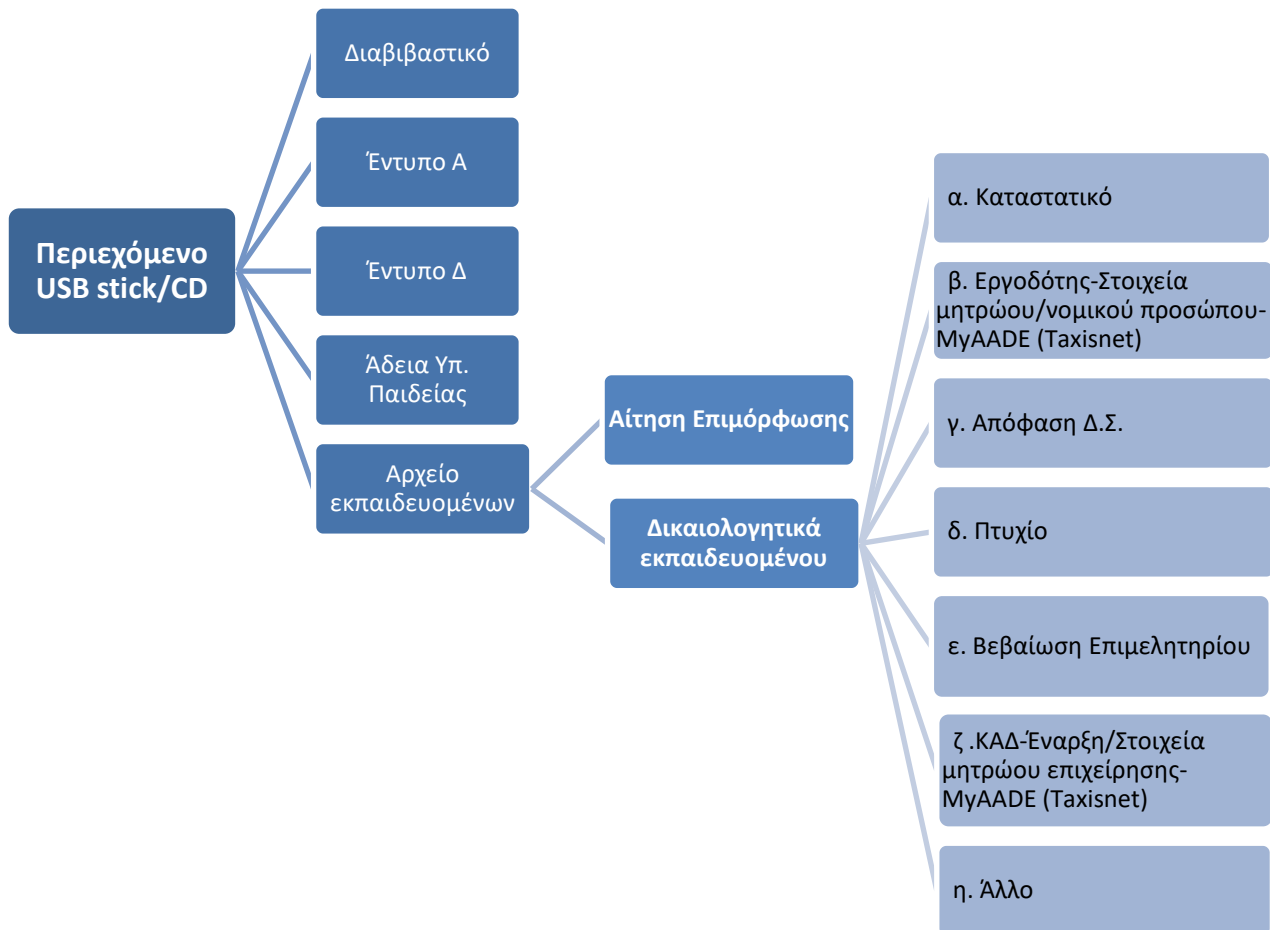 Περιεχόμενο
USB stick/CD
Διαβιβαστικό
Έντυπο Α
Έντυπο Δ
Άδεια Υπ.
Παιδείας
Αρχείο
εκπαιδευομένων
Αίτηση Επιμόρφωσης
Δικαιολογητικά
εκπαιδευομένου
α. Καταστατικό
β. Εργοδότης-Στοιχεία
μητρώου/νομικού προσώπου-
MyAADE (Taxisnet)
γ. Απόφαση Δ.Σ.
δ. Πτυχίο
ε. Βεβαίωση Επιμελητηρίου
ζ .ΚΑΔ-Έναρξη/Στοιχεία
μητρώου επιχείρησης-
MyAADE (Taxisnet)
η. Άλλο